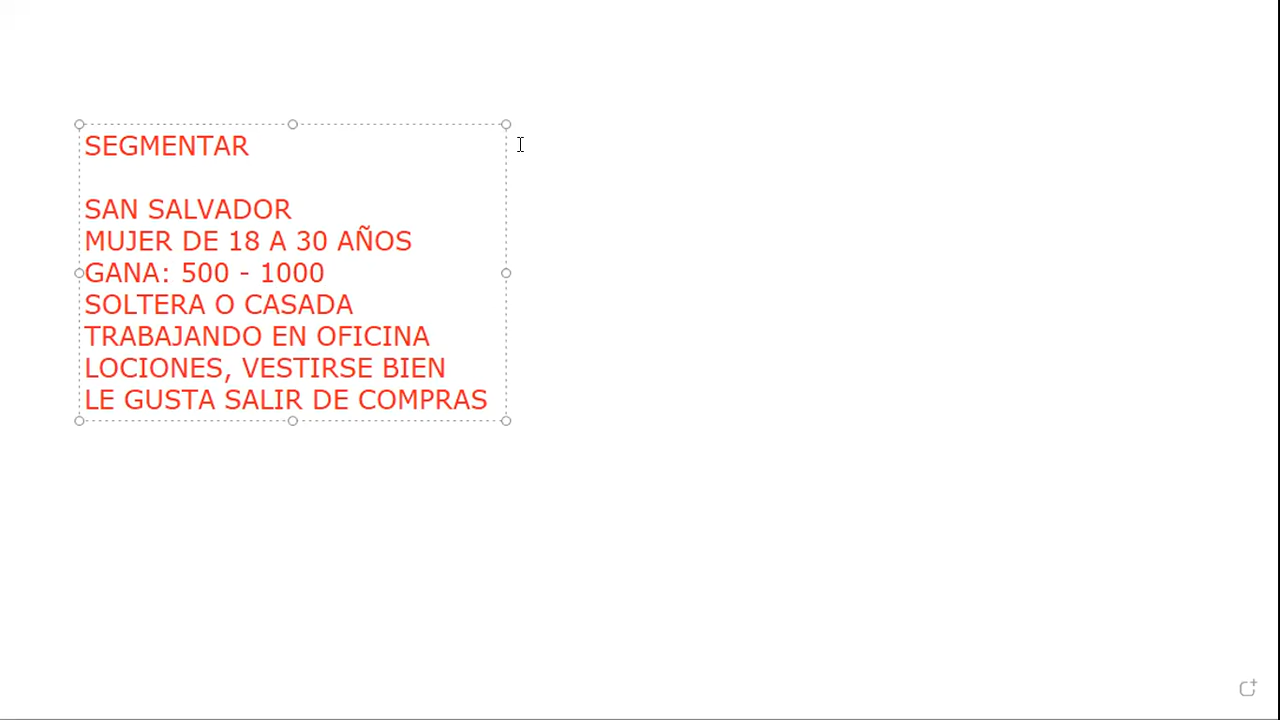 SEGMENTAR
SAN SALVADOR
MUJER DE 18 A 30 AÑOS
GANA: 500 - 1000
SOLTERA O CASADA
TRABAJANDO EN OFICINA
LOCIONES, VESTIRSE BIEN
LE GUSTA SALIR DE COMPRAS